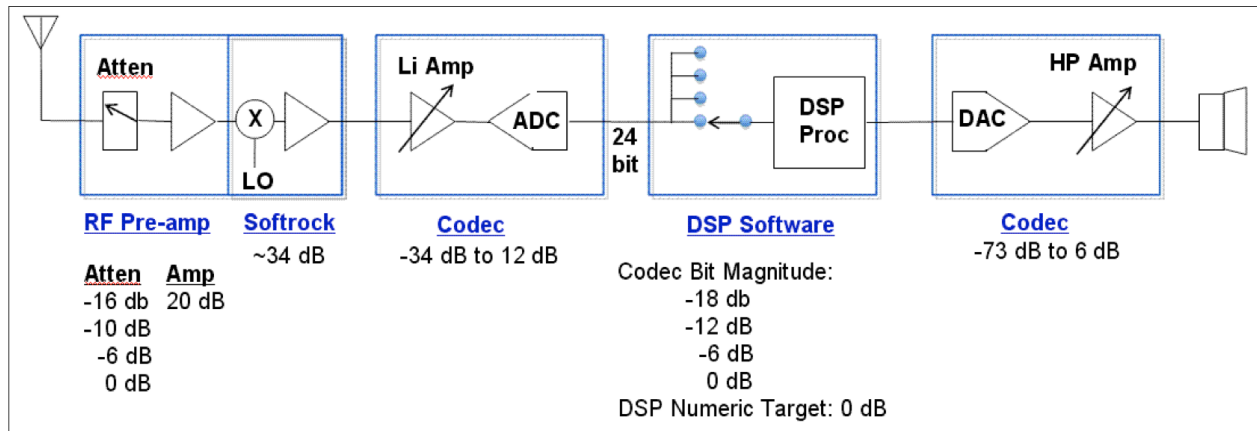 Atten
X
LO
Li Amp
ADC
24
bit
DSP
Proc
DAC
HP Amp
RF Pre-amp
Softrock
~34 dB
Codec
-34 dB to 12 dB
DSP Software
Codec
-73 dB to 6 dB
Atten Amp
-16 db 20 dB
-10 dB
-6 dB
0 dB
Codec Bit Magnitude:
-18 db
-12 dB
-6 dB
0 dB
DSP Numeric Target: 0 dB